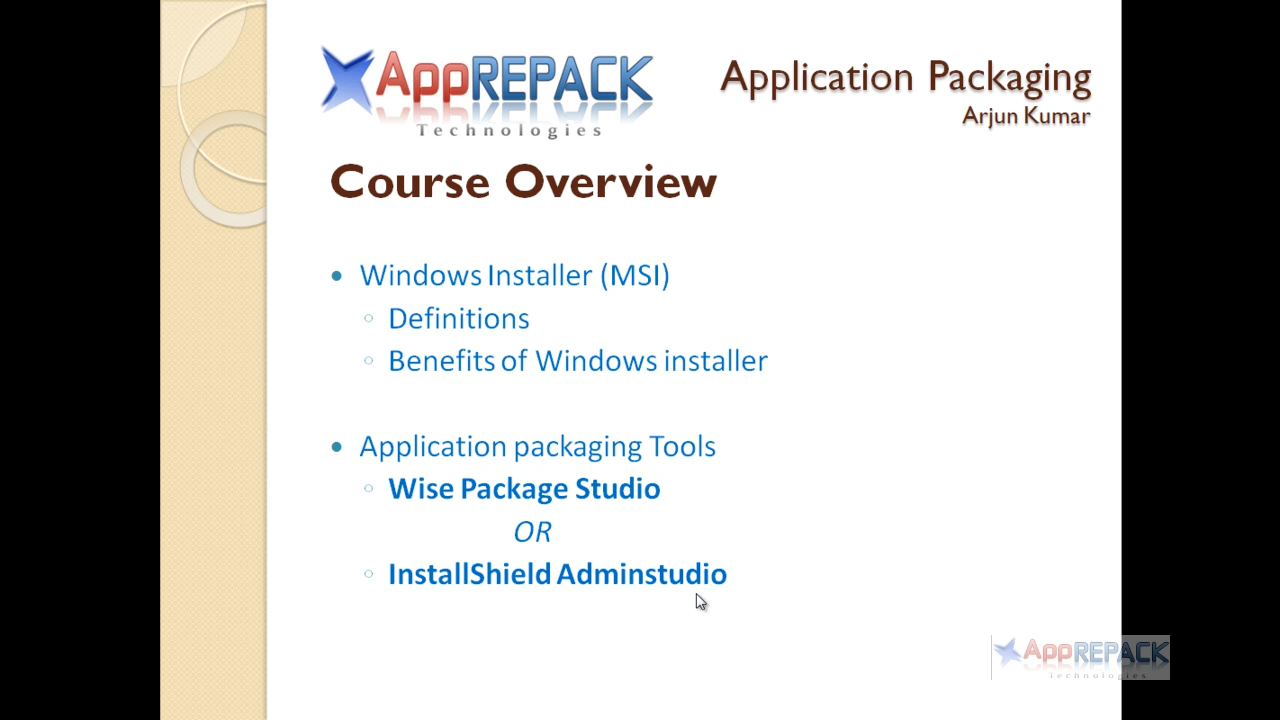 AppREPACK
Technologies
Application Packaging
Arjun Kumar
Course Overview
Windows Installer (MSI)
Definitions
Benefits of Windows installer
Application packaging Tools
Wise Package Studio
OR
InstallShield Adminstudio
AppREPACK
Technologies